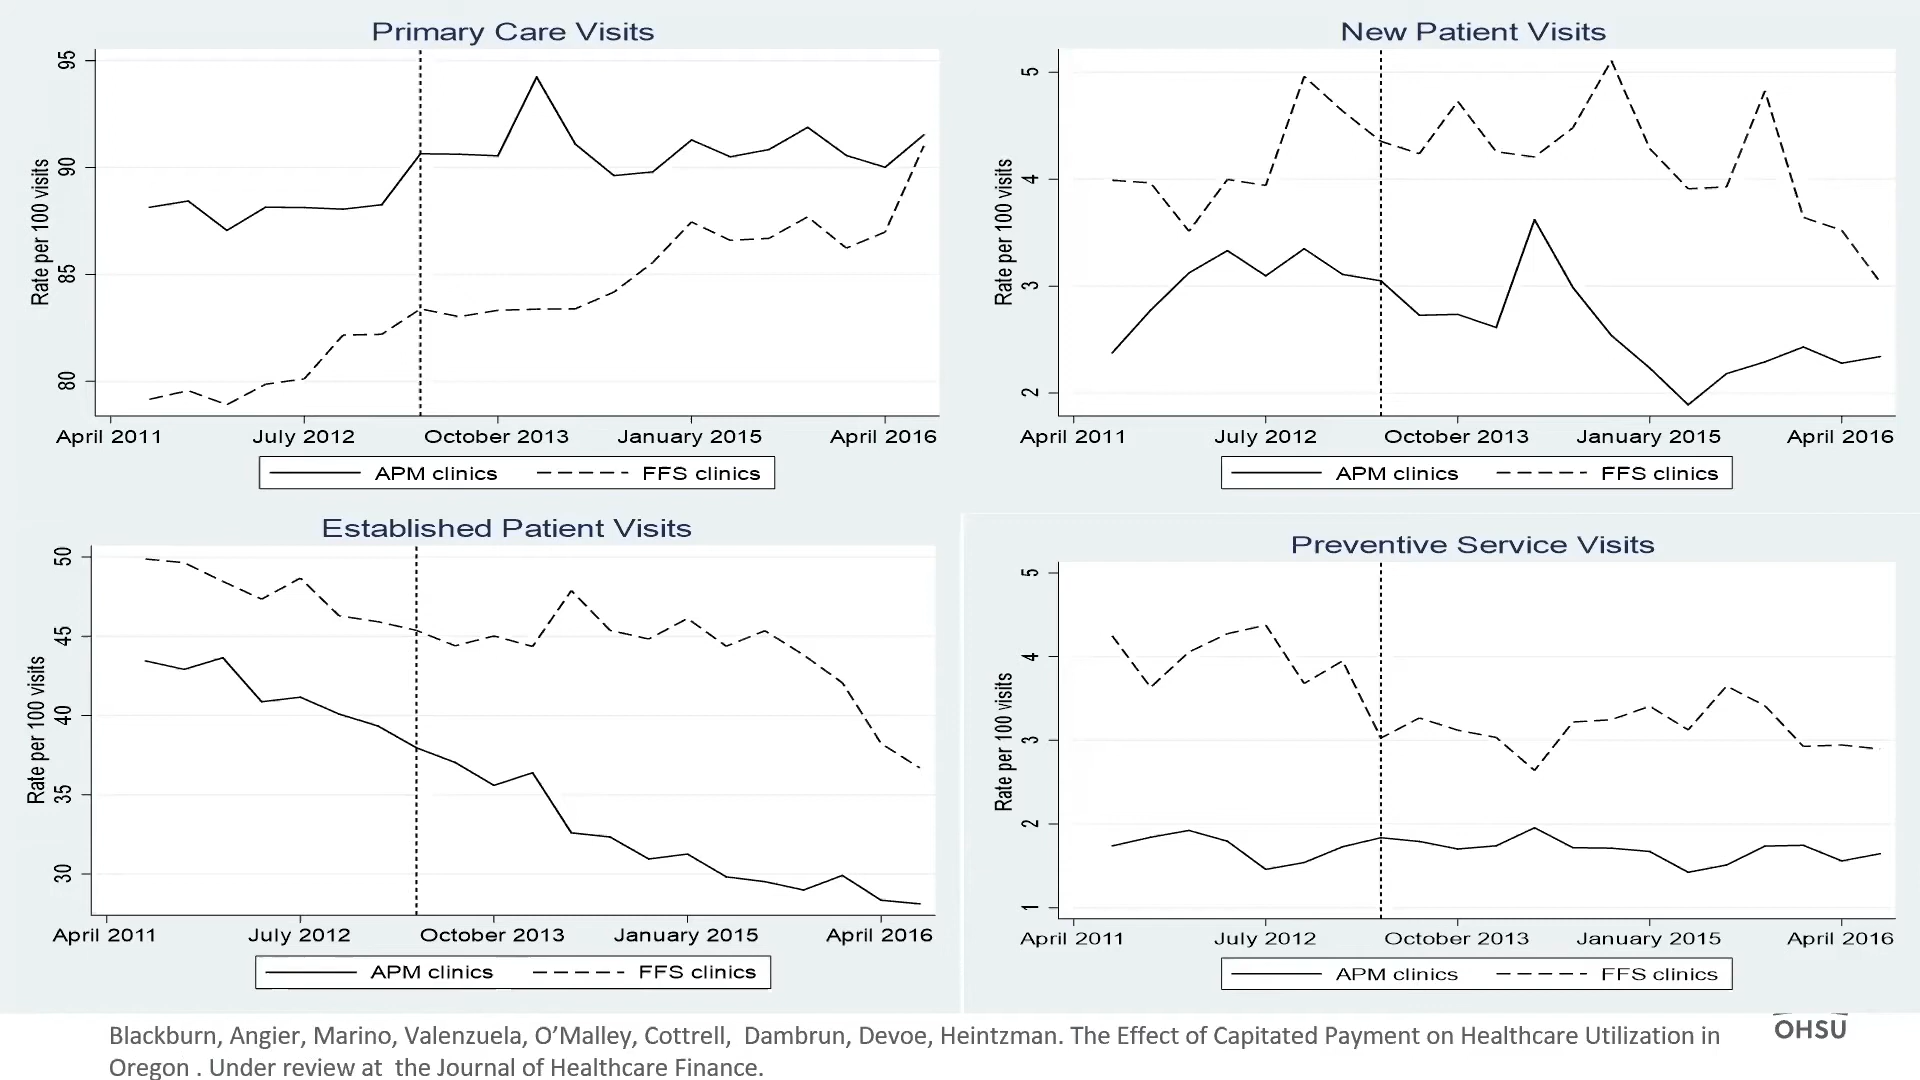 Primary Care Visits
Rate per 100 visits
95
90
85
80
April 2011 July 2012 October 2013 January 2015 April 2016
APM clinics FFS clinics
New Patient Visits
Rate per 100 visits
5
4
3
2
April 2011 July 2012 October 2013 January 2015 April 2016
APM clinics FFS clinics
Established Patient Visits
Rate per 100 visits
50
45
40
35
30
April 2011 July 2012 October 2013 January 2015 April 2016
APM clinics FFS clinics
Preventive Service Visits
Rate per 100 visits
5
4
3
2
1
April 2011 July 2012 October 2013 January 2015 April 2016
APM clinics FFS clinics
Blackburn, Angier, Marino, Valenzuela, O’Malley, Cottrell, Dambrun, Devoe, Heintzman. The Effect of Capitated Payment on Healthcare Utilization in
Oregon . Under review at the Journal of Healthcare Finance.
OHSU